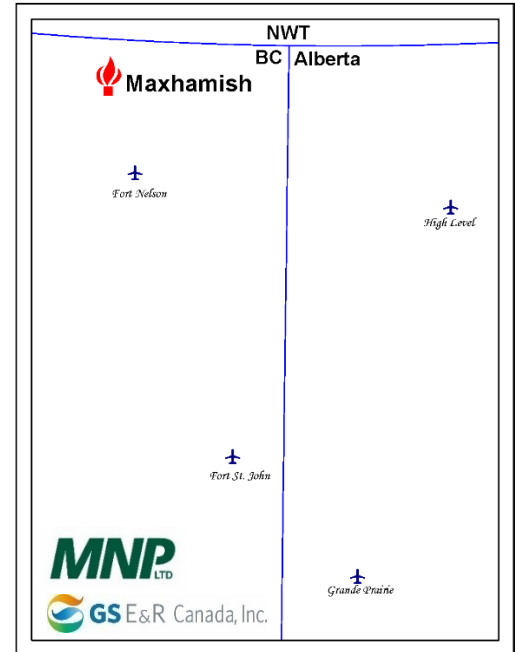 NWT
BC Alberta
Maxhamish
Fort Nelson
High Level
Fort St. John
Grande Prairie
MNP
LTD
GS E&R Canada, Inc.